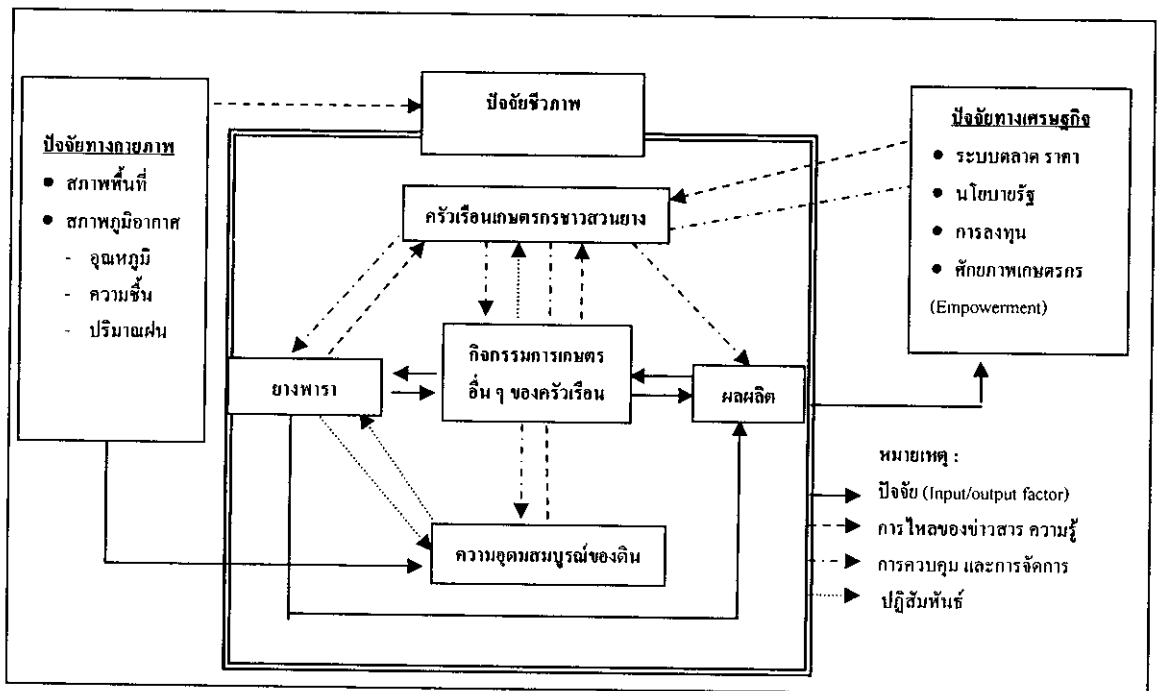 ปัจจัยชีวภาพ
ปัจจัยทางกายภาพ
● สภาพพื้นที่
● สภาพภูมิอากาศ
- อุณหภูมิ
- ความชื้น
- ปริมาณฝน
ปัจจัยทางเศรษฐกิจ
● ระบบตลาด ราคา
● นโยบายรัฐ
● การลงทุน
● ศักยภาพเกษตรกร
(Empowerment)
ครัวเรือนเกษตรกรชาวสวนยาง
ยางพารา
กิจกรรมการเกษตร
อื่น ๆ ของครัวเรือน
ผลผลิต
ความอุดมสมบูรณ์ของดิน
หมายเหตุ :
ปัจจัย (Input/output factor)
การไหลของข่าวสาร ความรู้
การควบคุม และการจัดการ
ปฏิสัมพันธ์